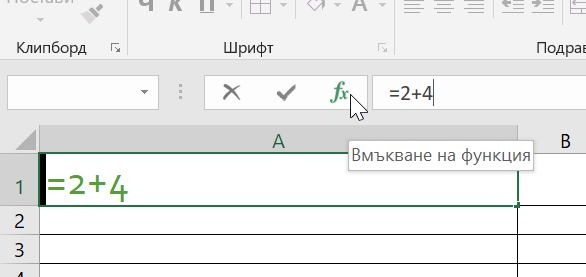 Клипборд
Шрифт
Подрав
fx
=2+4
A
B
Вмъкване на функция
1
=2+4
2
3